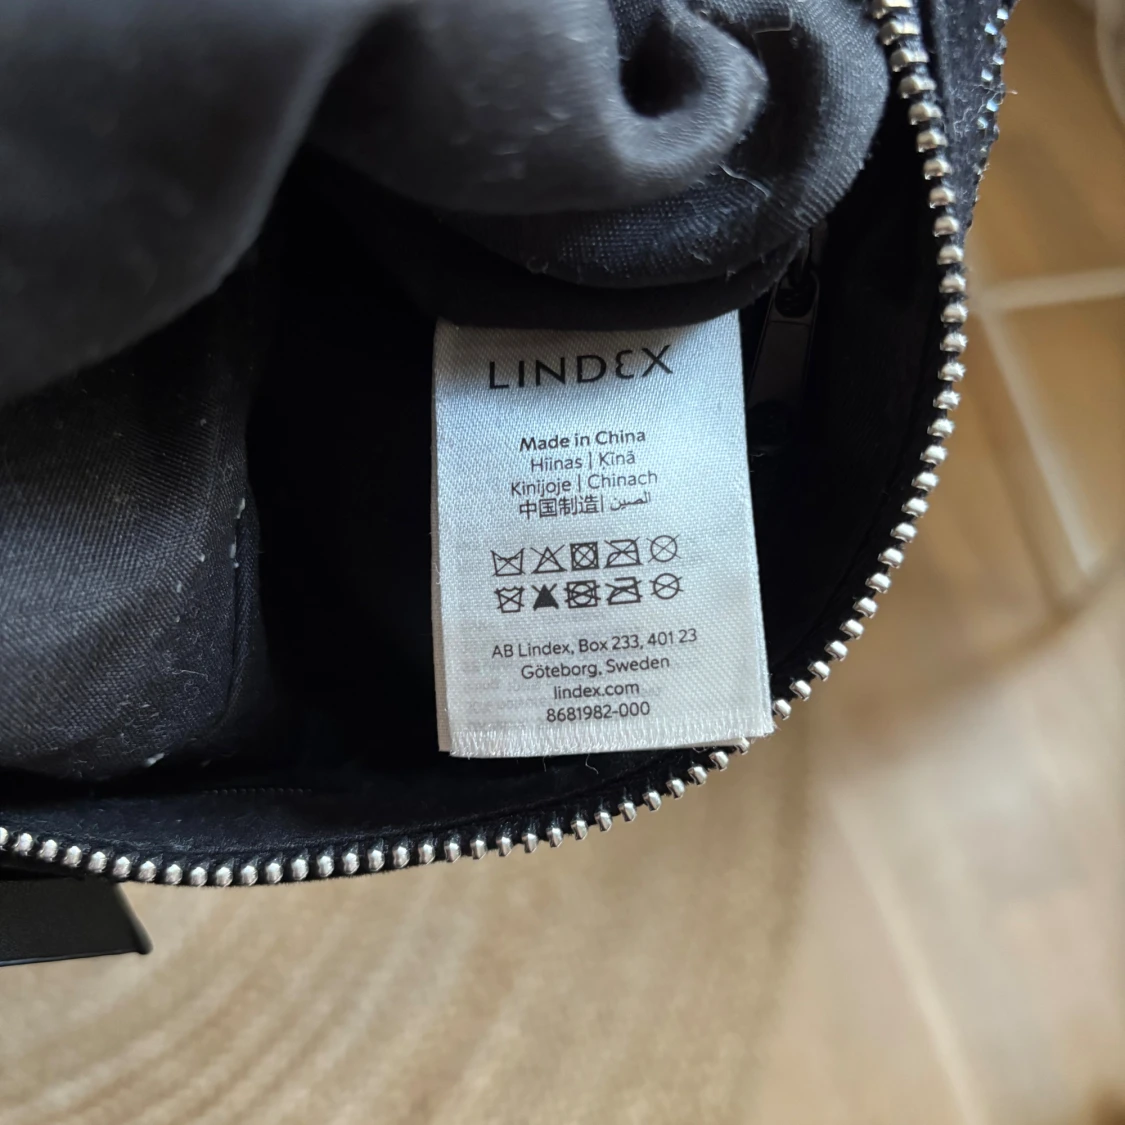 LINDEX
Made in China
Hiinas | Ķīnā
Kinijoje | Chinach
中国制造| الصين
AB Lindex, Box 233, 401 23
Göteborg, Sweden
lindex.com
8681982-000